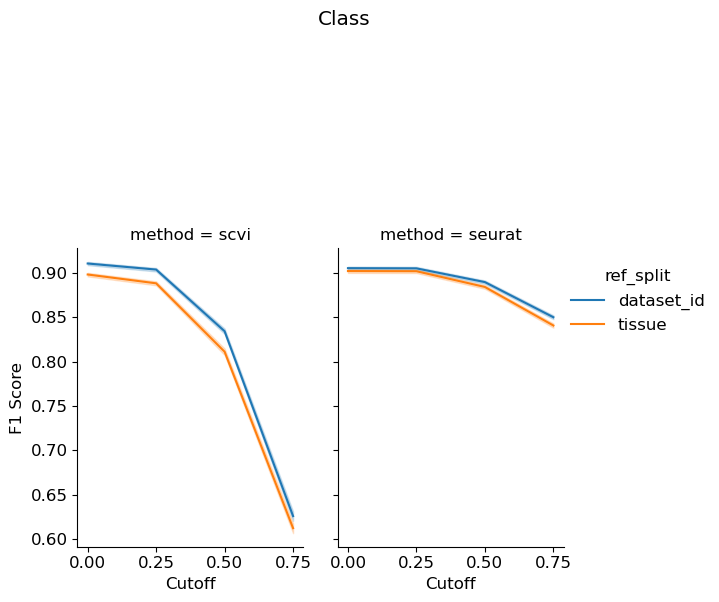 Class
method = scvi
method = seurat
0.90
0.85
0.80
0.75
0.70
0.65
0.60
F1 Score
0.00 0.25 0.50 0.75
0.00 0.25 0.50 0.75
Cutoff
Cutoff
ref_split
dataset_id
tissue